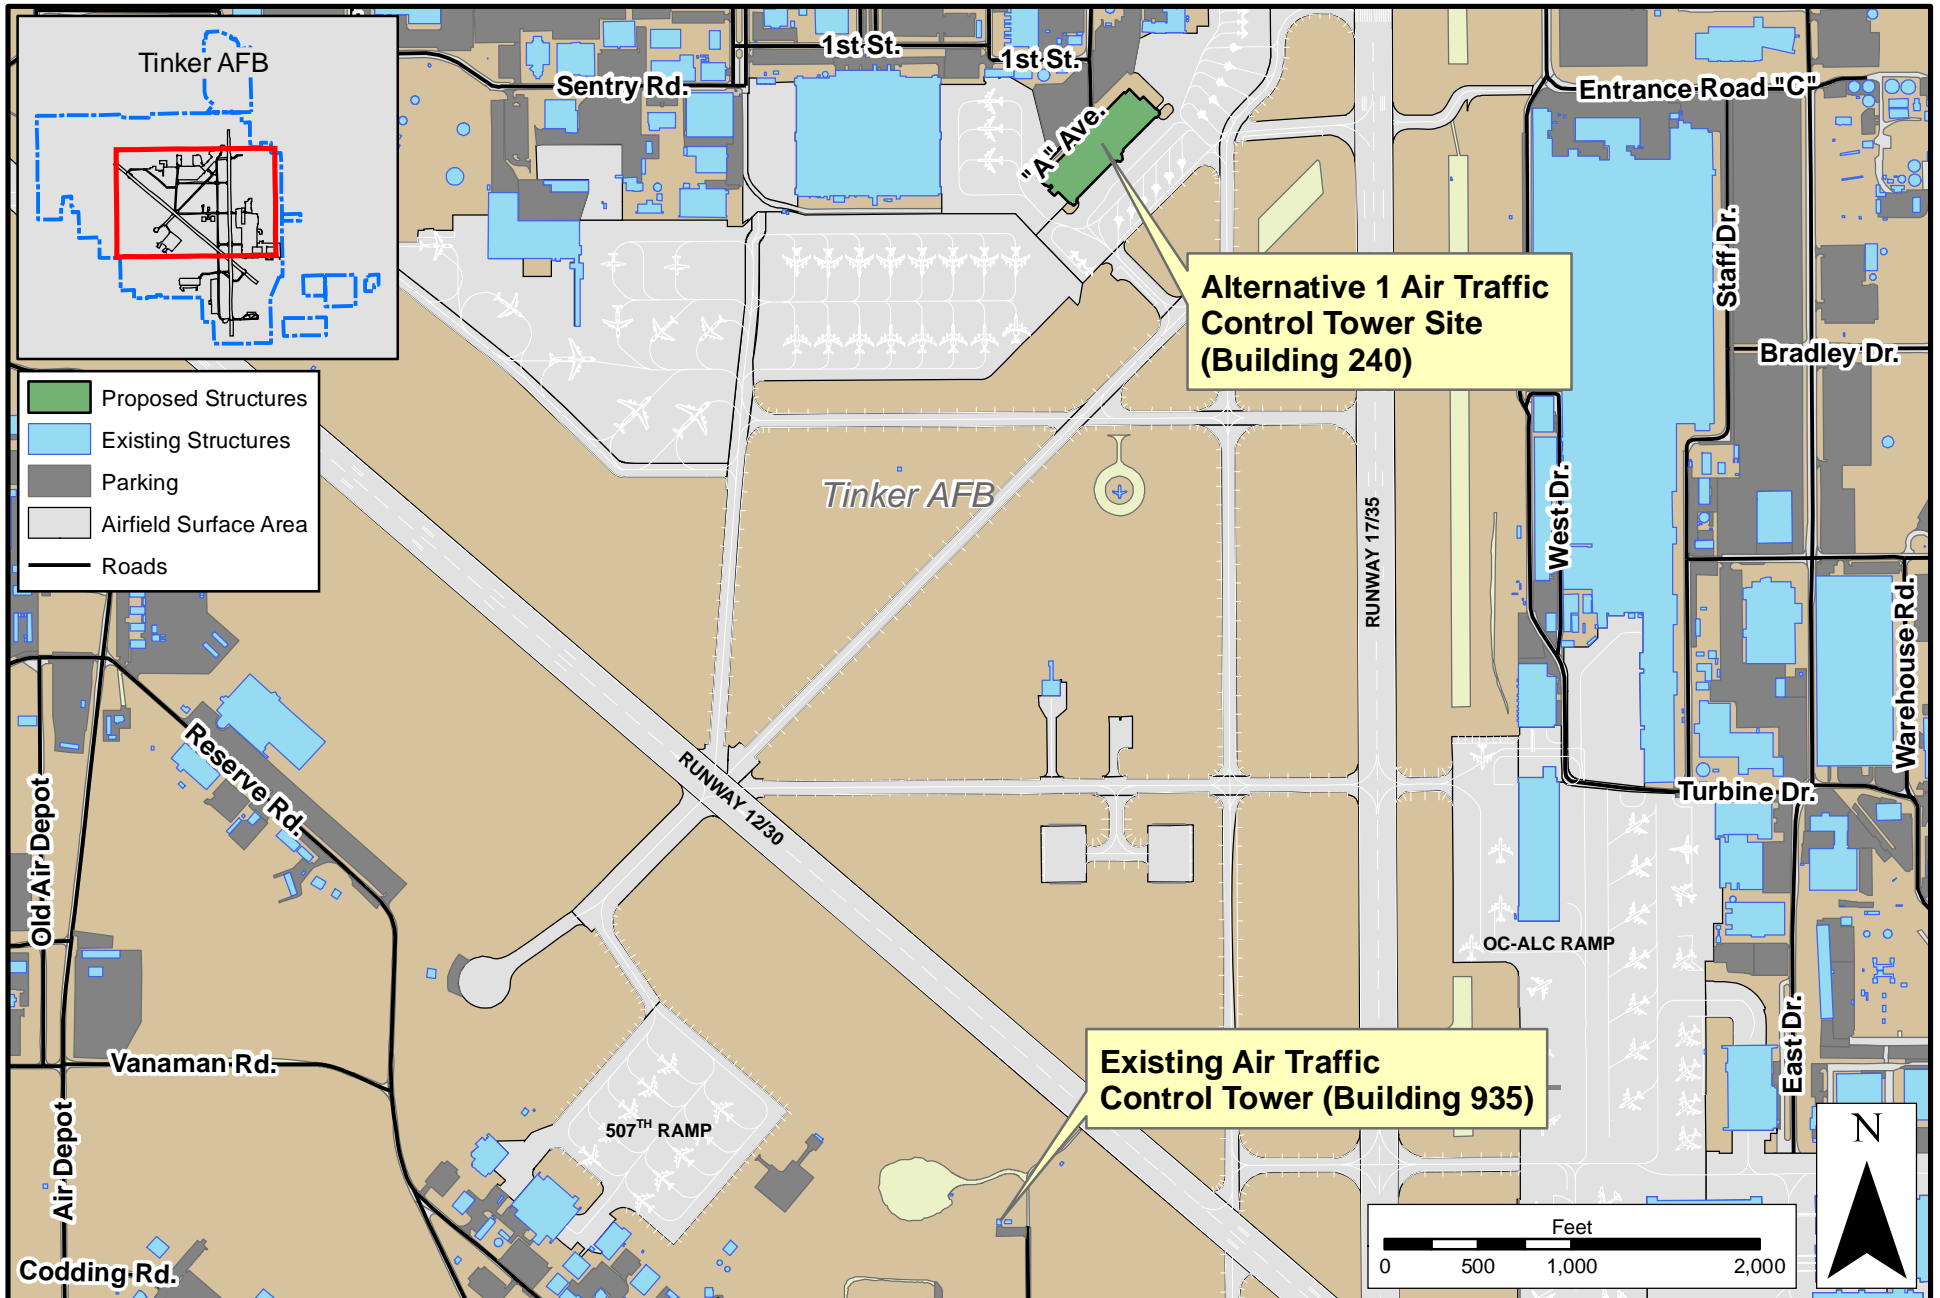 Tinker AFB
Proposed Structures
Existing Structures
Parking
Airfield Surface Area
Roads
Sentry Rd.
1st St.
1st St.
"A" Ave.
Entrance Road "C"
Staff Dr.
Bradley Dr.
Alternative 1 Air Traffic
Control Tower Site
(Building 240)
Tinker AFB
RUNWAY 17/35
West Dr.
Warehouse Rd.
Reserve Rd.
RUNWAY 12/30
Turbine Dr.
Old Air Depot
OC-ALC RAMP
East Dr.
Vanaman Rd.
Existing Air Traffic
Control Tower (Building 935)
507TH RAMP
Air Depot
Codding Rd.
N
Feet
0 500 1,000 2,000